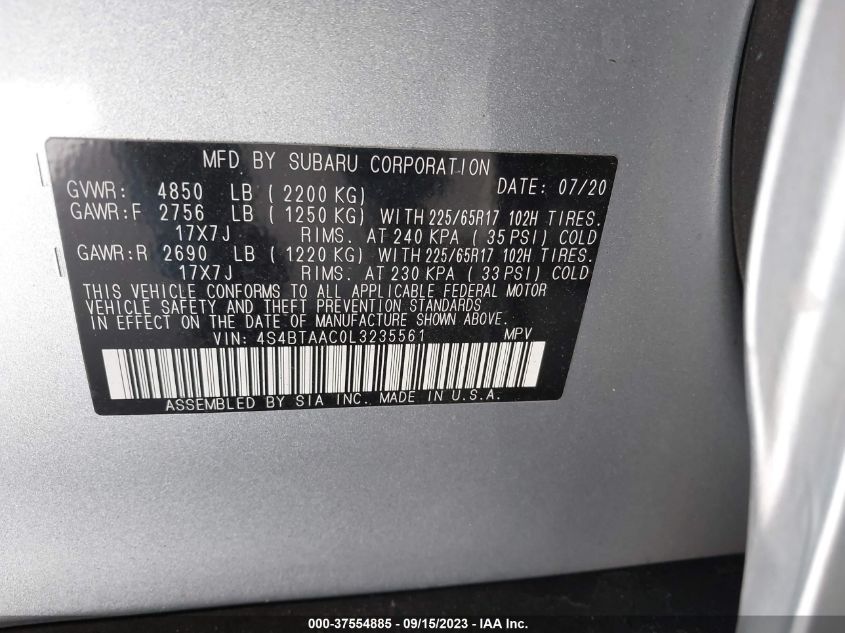 MFD BY SUBARU CORPORATION
GVWR: 4850 LB ( 2200 KG) DATE: 07/20
GAWR:F 2756 LB ( 1250 KG) WITH 225/65R17 102H TIRES.
17X7J RIMS. AT 240 KPA ( 35 PSI) COLD
GAWR:R 2690 LB ( 1220 KG) WITH 225/65R17 102H TIRES.
17X7J RIMS. AT 230 KPA ( 33 PSI) COLD
THIS VEHICLE CONFORMS TO ALL APPLICABLE FEDERAL MOTOR
VEHICLE SAFETY AND THEFT PREVENTION STANDARDS
IN EFFECT ON THE DATE OF MANUFACTURE SHOWN ABOVE.
VIN: 4S4BTAAC0L3235561 MPV
ASSEMBLED BY SIA INC. MADE IN U.S.A.
000-37554885 - 09/15/2023 - IAA Inc.